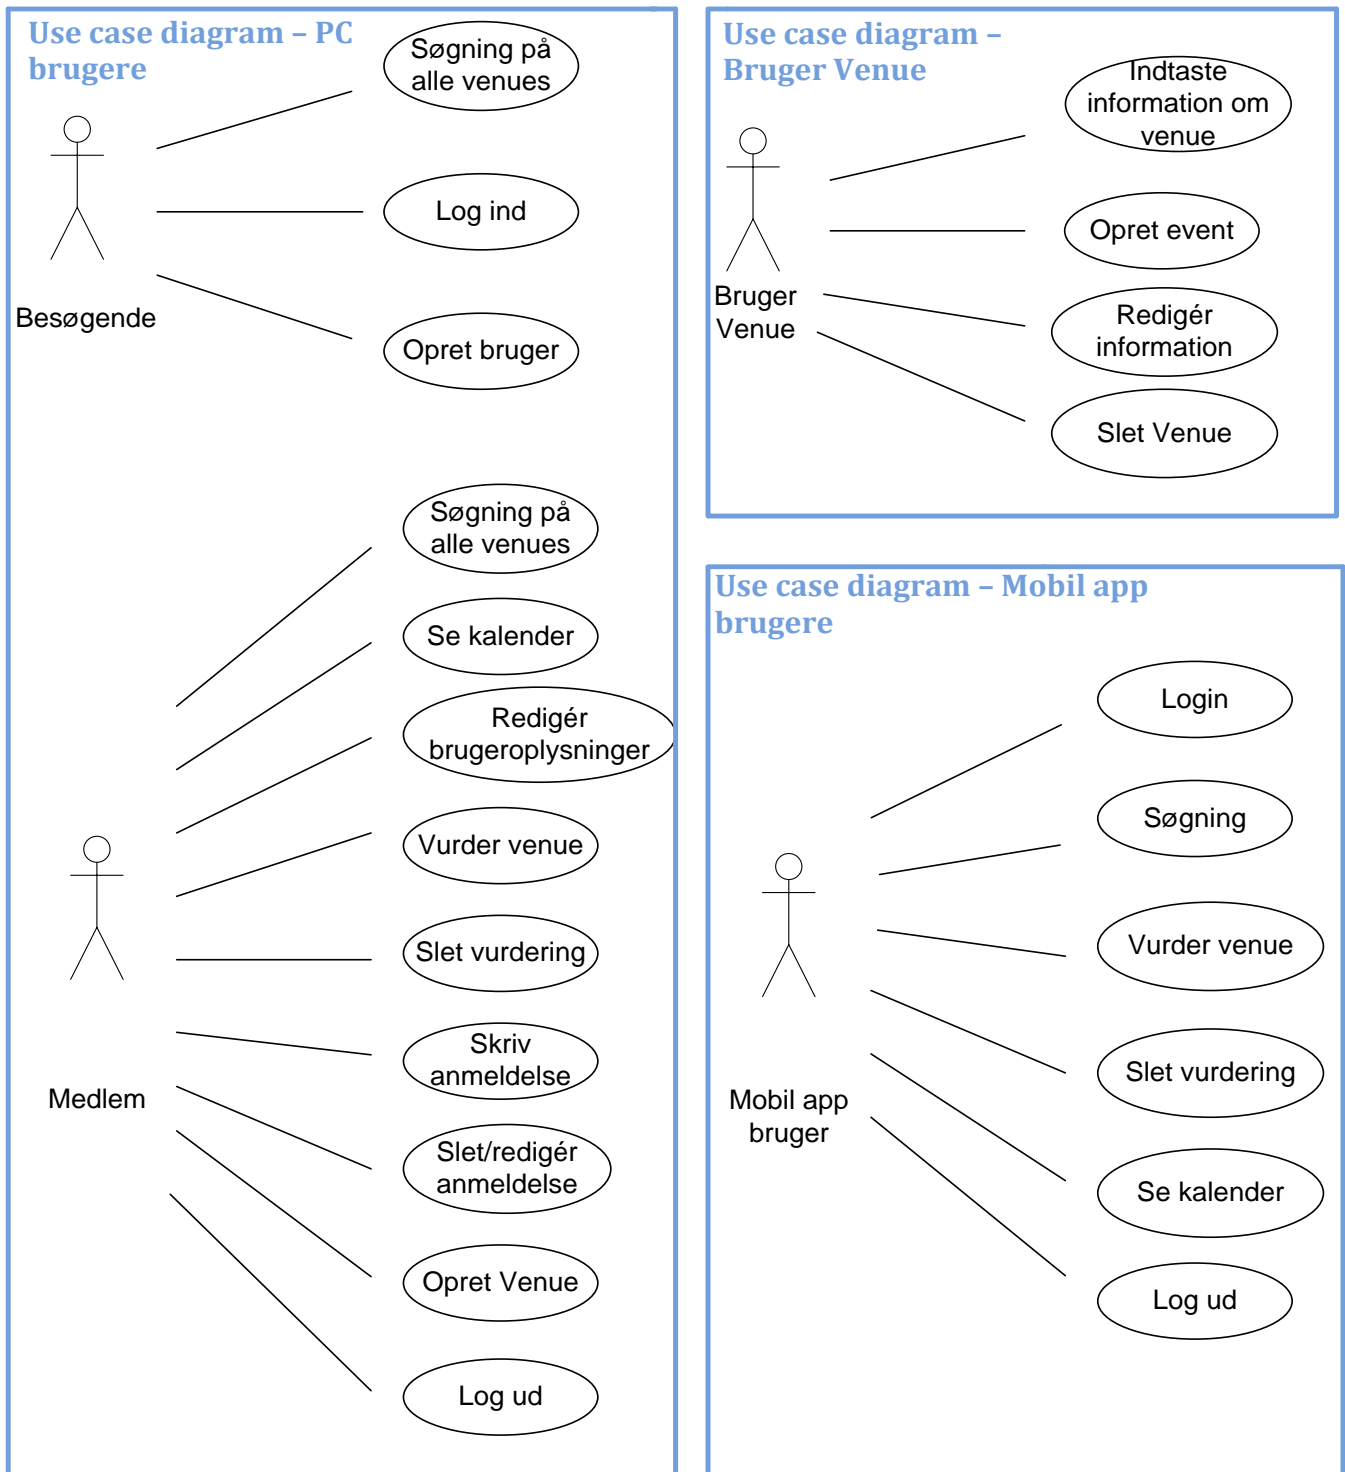 Use case diagram – PC
brugere
Søgning på
alle venues
Log ind
Besøgende
Opret bruger
Søgning på
alle venues
Se kalender
Redigér
brugeroplysninger
Vurder venue
Slet vurdering
Skriv
anmeldelse
Medlem
Slet/redigér
anmeldelse
Opret Venue
Log ud
Use case diagram –
Bruger Venue
Indtaste
information om
venue
Opret event
Bruger
Venue
Redigér
information
Slet Venue
Use case diagram – Mobil app
brugere
Login
Søgning
Vurder venue
Slet vurdering
Mobil app
bruger
Se kalender
Log ud